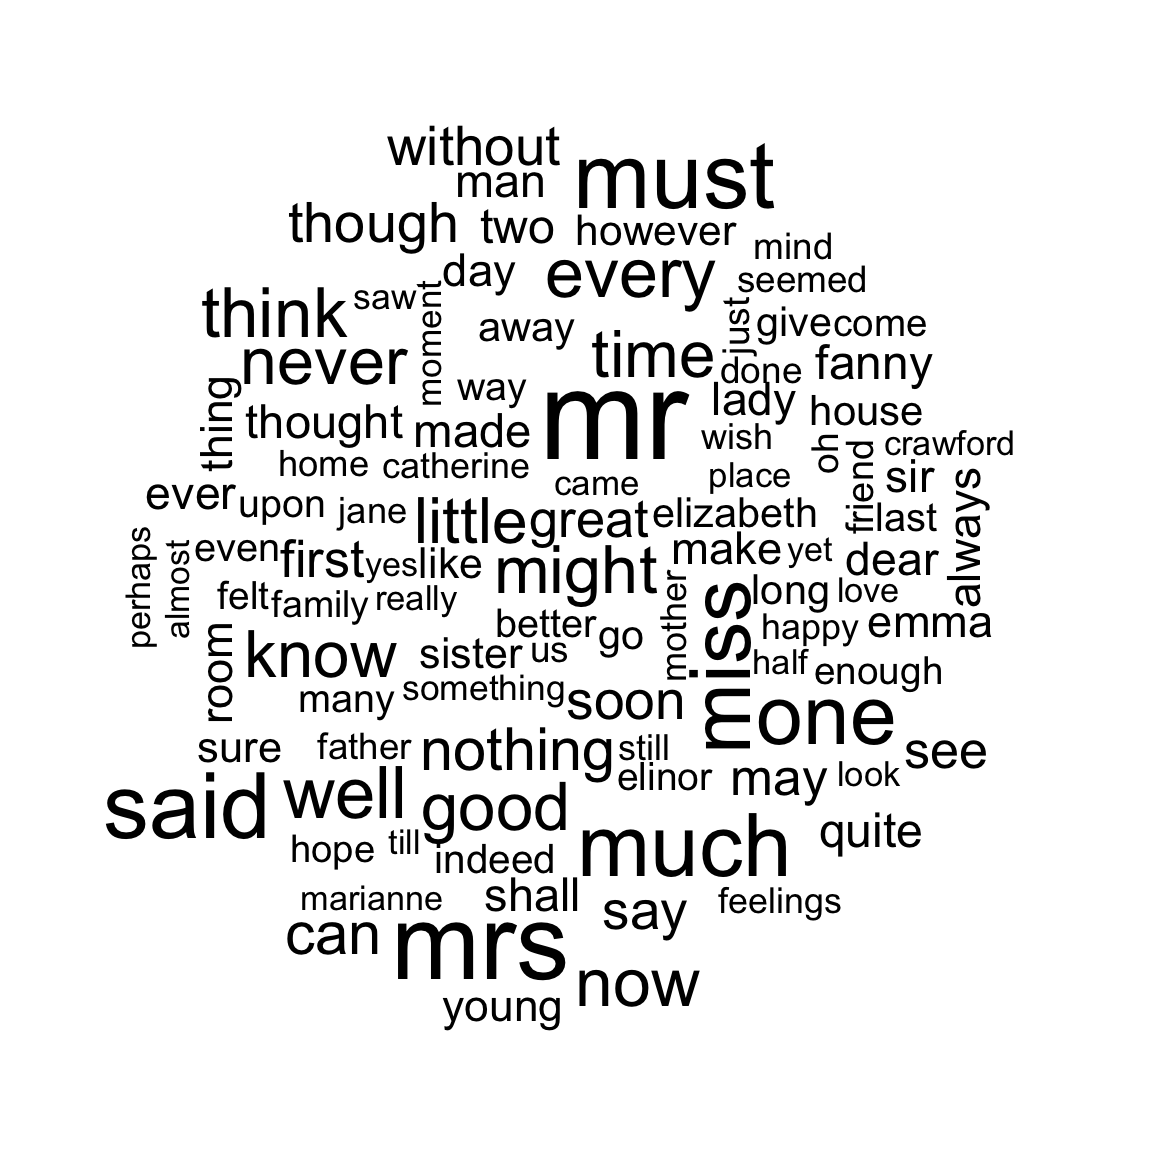 without
must
man
though two however
mind
day every seemed
think saw
moment
away
just
give come
never
time
done fanny
thing
way
mr
lady house
thought made
wish
oh
friend
crawford
home catherine
came
place
sir
always
ever upon jane little great elizabeth
last
perhaps
almost
even first yes like might make yet dear
felt family really
mother
miss
long love
better go
happy emma
room
know sister us
half enough
many something soon
one
sure father nothing still
see
elinor may look
said well good
much
quite
hope till indeed
marianne shall say feelings
can mrs
now
young